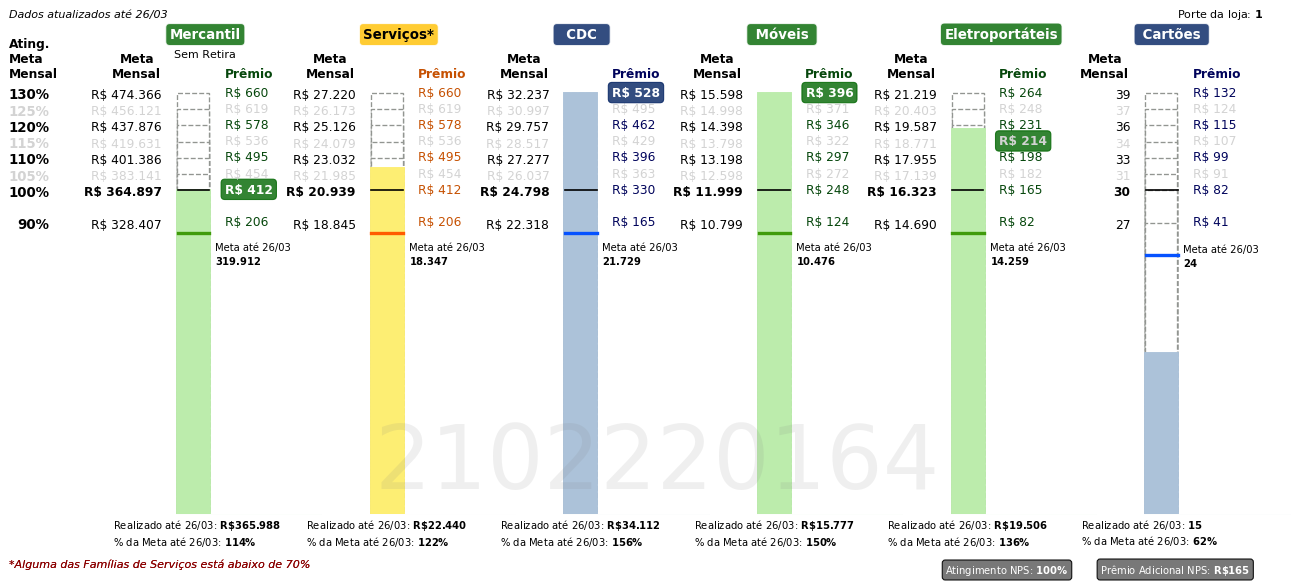 Dados atualizados até 26/03
Porte da loja: 1
Mercantil Serviços* CDC Móveis Eletroportáteis Cartões
Sem Retira
Ating. Meta Mensal
Meta Mensal Prêmio Meta Mensal Prêmio Meta Mensal Prêmio Meta Mensal Prêmio Meta Mensal Prêmio Meta Mensal Prêmio
130% R$ 474.366 R$ 660 R$ 27.220 R$ 660 R$ 32.237 R$ 528 R$ 15.598 R$ 396 R$ 21.219 R$ 264 39 R$ 132
125% R$ 456.121 R$ 619 R$ 26.173 R$ 619 R$ 30.997 R$ 495 R$ 14.998 R$ 371 R$ 20.403 R$ 248 37 R$ 124
120% R$ 437.876 R$ 578 R$ 25.126 R$ 578 R$ 29.757 R$ 462 R$ 14.398 R$ 346 R$ 19.587 R$ 231 36 R$ 115
115% R$ 419.631 R$ 536 R$ 24.079 R$ 536 R$ 28.517 R$ 429 R$ 13.798 R$ 322 R$ 18.771 R$ 214 34 R$ 107
110% R$ 401.386 R$ 495 R$ 23.032 R$ 495 R$ 27.277 R$ 396 R$ 13.198 R$ 297 R$ 17.955 R$ 198 33 R$ 99
105% R$ 383.141 R$ 454 R$ 21.985 R$ 454 R$ 26.037 R$ 363 R$ 12.598 R$ 272 R$ 17.139 R$ 182 31 R$ 91
100% R$ 364.897 R$ 412 R$ 20.939 R$ 412 R$ 24.798 R$ 330 R$ 11.999 R$ 248 R$ 16.323 R$ 165 30 R$ 82
90% R$ 328.407 R$ 206 R$ 18.845 R$ 206 R$ 22.318 R$ 165 R$ 10.799 R$ 124 R$ 14.690 R$ 82 27 R$ 41
Meta até 26/03 Meta até 26/03 Meta até 26/03 Meta até 26/03 Meta até 26/03 Meta até 26/03
319.912 18.347 21.729 10.476 14.259 24
2102220164
Realizado até 26/03: R$365.988 Realizado até 26/03: R$22.440 Realizado até 26/03: R$34.112 Realizado até 26/03: R$15.777 Realizado até 26/03: R$19.506 Realizado até 26/03: 15
% da Meta até 26/03: 114% % da Meta até 26/03: 122% % da Meta até 26/03: 156% % da Meta até 26/03: 150% % da Meta até 26/03: 136% % da Meta até 26/03: 62%
*Alguma das Famílias de Serviços está abaixo de 70%
Atingimento NPS: 100% Prêmio Adicional NPS: R$165